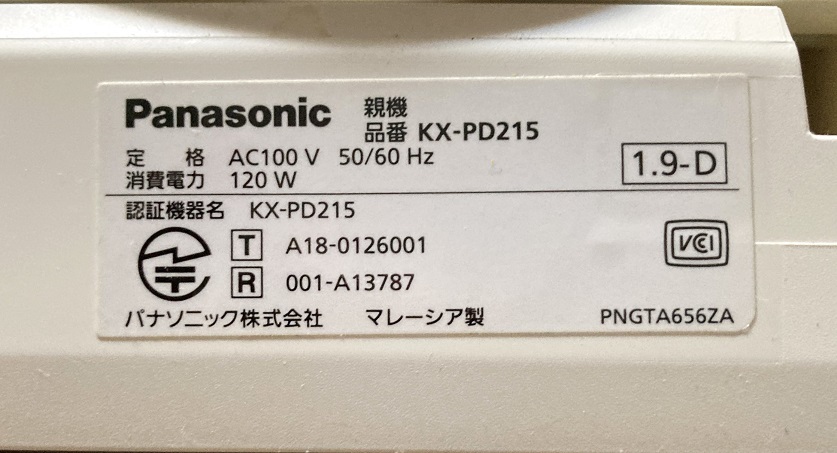 Panasonic 親機
品番 KX-PD215
定 格 AC100 V 50/60 Hz
消費電力 120 W
1.9-D
認証機器名 KX-PD215
T A18-0126001
R 001-A13787
VCCI
パナソニック株式会社 マレーシア製 PNGTA656ZA